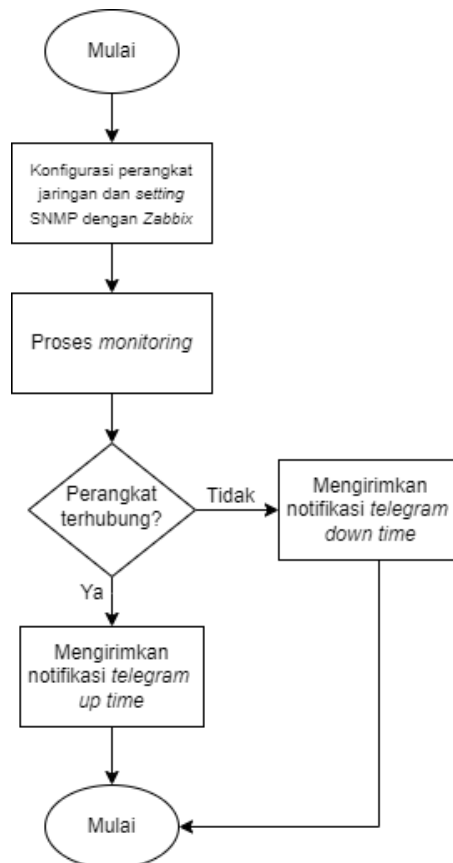 Mulai
Konfigurasi perangkat
jaringan dan setting
SNMP dengan Zabbix
Proses monitoring
Perangkat
terhubung?
Tidak
Mengirimkan
notifikasi telegram
down time
Ya
Mengirimkan
notifikasi telegram
up time
Mulai